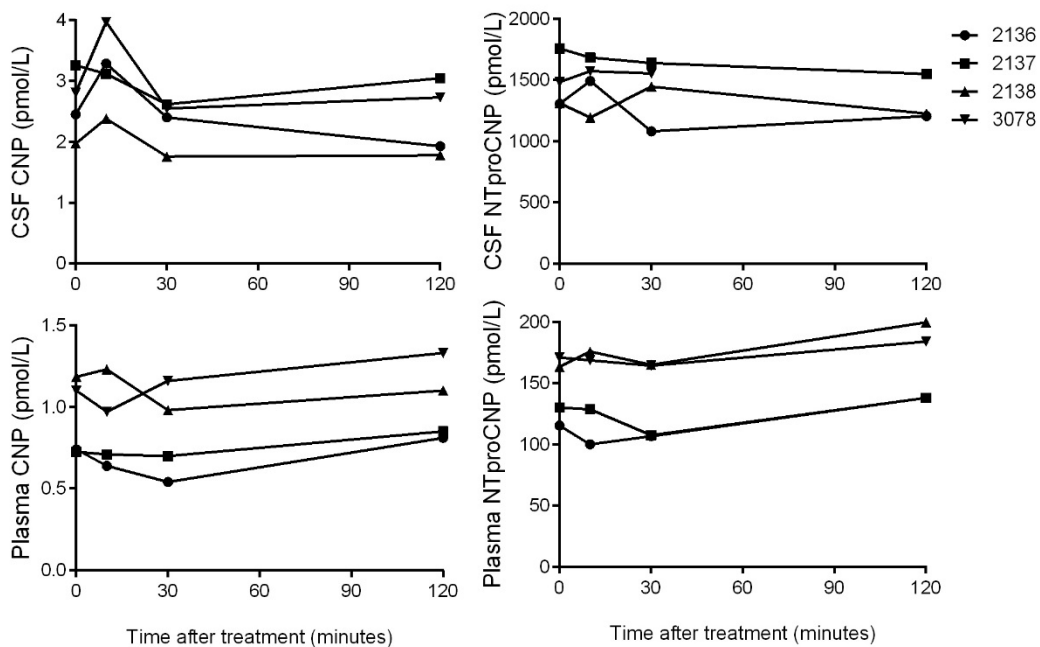 CSF CNP (pmol/L)
4
3
2
1
0
0 30 60 90 120
CSF NTproCNP (pmol/L)
2000
1500
1000
500
0
0 30 60 90 120
2136
2137
2138
3078
Plasma CNP (pmol/L)
1.5
1.0
0.5
0.0
0 30 60 90 120
Time after treatment (minutes)
Plasma NTproCNP (pmol/L)
200
150
100
50
0
0 30 60 90 120
Time after treatment (minutes)